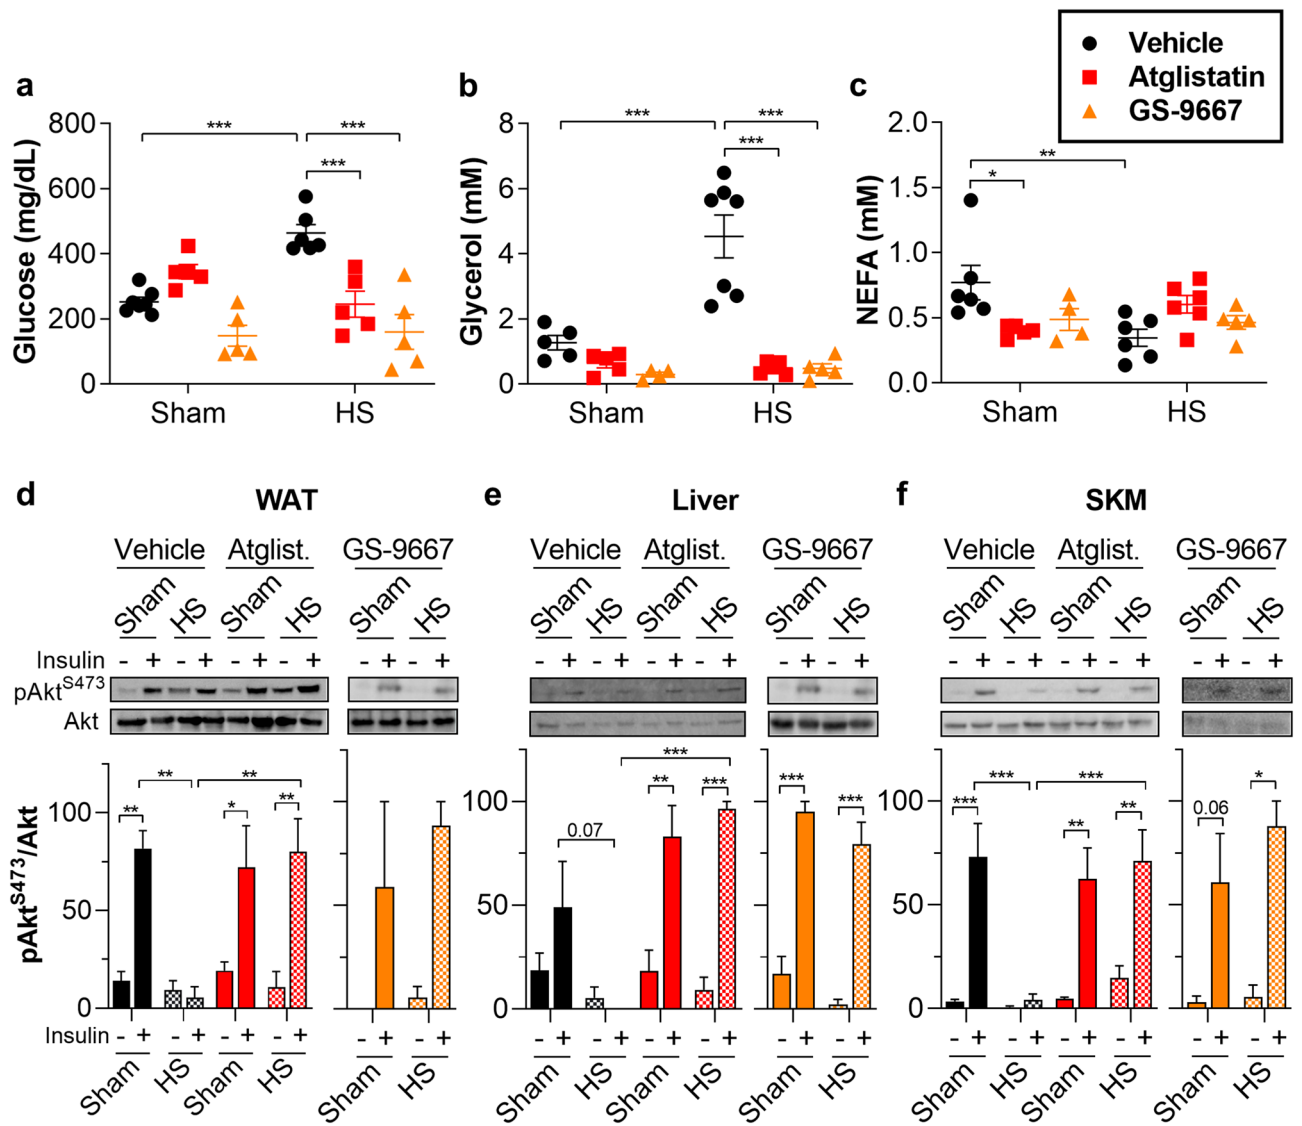 Vehicle
Atglistatin
GS-9667
a
b
c
Glucose (mg/dL)
800
600
400
200
0
***
***
***
Sham
HS
Glycerol (mM)
8
6
4
2
0
***
***
***
Sham
HS
NEFA (mM)
2.0
1.5
1.0
0.5
0.0
**
*
Sham
HS
d
WAT
Vehicle
Atglist.
GS-9667
Sham
HS
Sham
HS
Sham
HS
Insulin - + - + - + - + - + - +
pAktS473
Akt
pAktS473/Akt
100
50
0
**
**
**
*
**
Insulin - + - + - + - + - + - +
Sham
HS
Sham
HS
Sham
HS
e
Liver
Vehicle
Atglist.
GS-9667
Sham
HS
Sham
HS
Sham
HS
- + - + - + - + - + - +
100
50
0
***
0.07
**
***
***
***
- + - + - + - + - + - +
Sham
HS
Sham
HS
Sham
HS
f
SKM
Vehicle
Atglist.
GS-9667
Sham
HS
Sham
HS
Sham
HS
- + - + - + - + - + - +
100
50
0
***
***
***
**
**
0.06
*
- + - + - + - + - + - +
Sham
HS
Sham
HS
Sham
HS